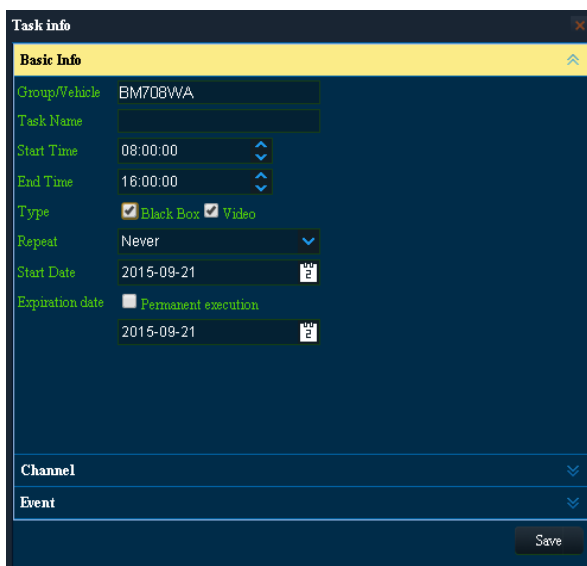 Task info
Basic Info
Group/Vehicle BM708WA
Task Name
Start Time 08:00:00
End Time 16:00:00
Type Black Box Video
Repeat Never
Start Date 2015-09-21
Expiration date Permanent execution
2015-09-21
Channel
Event
Save